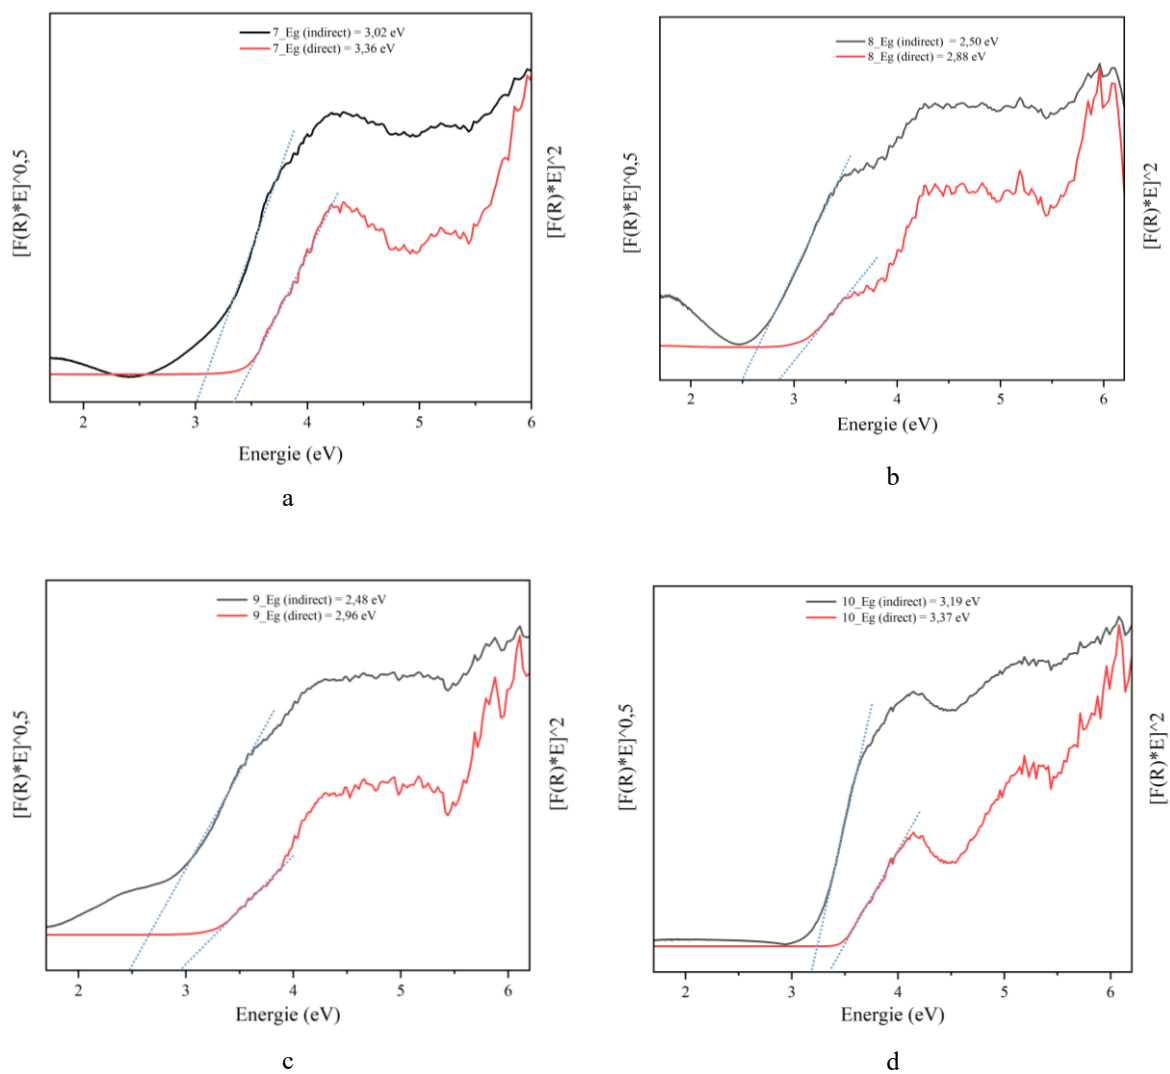 7_Eg (indirect) = 3,02 eV
7_Eg (direct) = 3,36 eV
[F(R)*E]^0,5
[F(R)*E]^2
2 3 4 5 6
Energie (eV)
a
8_Eg (indirect) = 2,50 eV
8_Eg (direct) = 2,88 eV
[F(R)*E]^0,5
[F(R)*E]^2
2 3 4 5 6
Energie (eV)
b
9_Eg (indirect) = 2,48 eV
9_Eg (direct) = 2,96 eV
[F(R)*E]^0,5
[F(R)*E]^2
2 3 4 5 6
Energie (eV)
c
10_Eg (indirect) = 3,19 eV
10_Eg (direct) = 3,37 eV
[F(R)*E]^0,5
[F(R)*E]^2
2 3 4 5 6
Energie (eV)
d